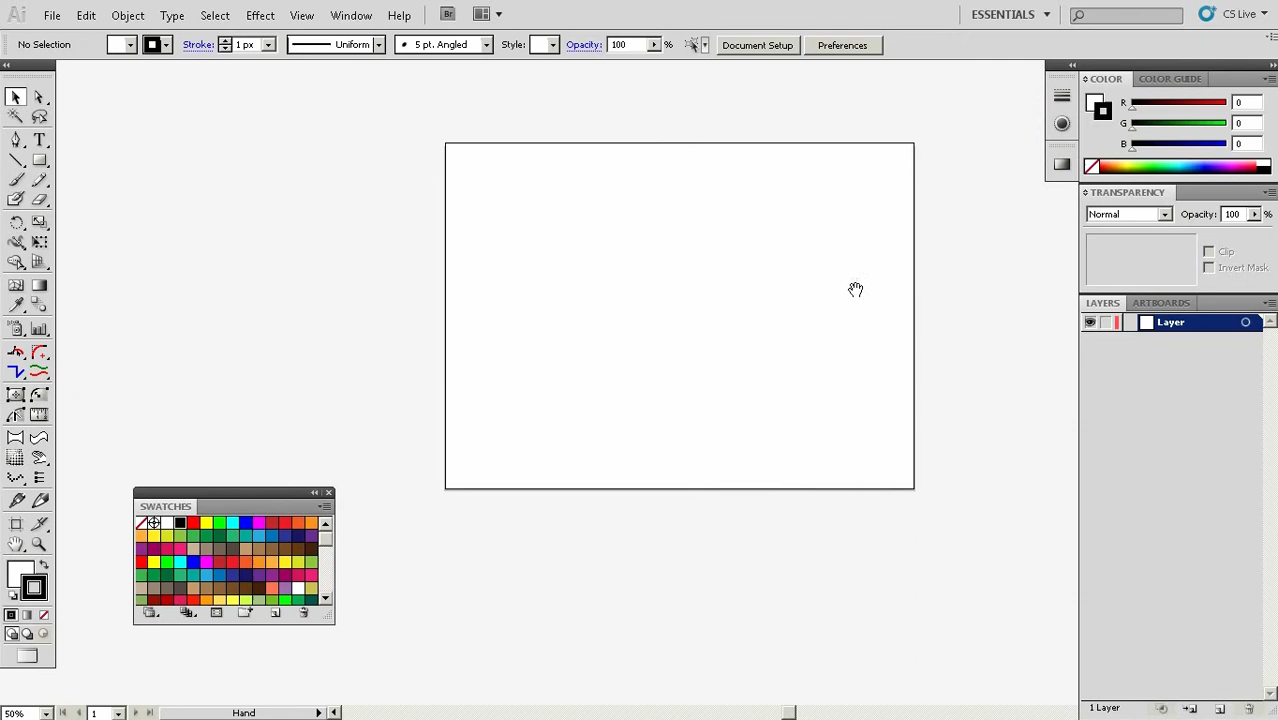 Ai File Edit Object Type Select Effect View Window Help Br ESSENTIALS CS Live
No Selection Stroke: 1 px Uniform 5 pt. Angled Style: Opacity: 100 % Document Setup Preferences
COLOR COLOR GUIDE
R 0
G 0
B 0
TRANSPARENCY
Normal Opacity: 100 %
Clip
Invert Mask
LAYERS ARTBOARDS
Layer
SWATCHES
50% 1 Hand
1 Layer